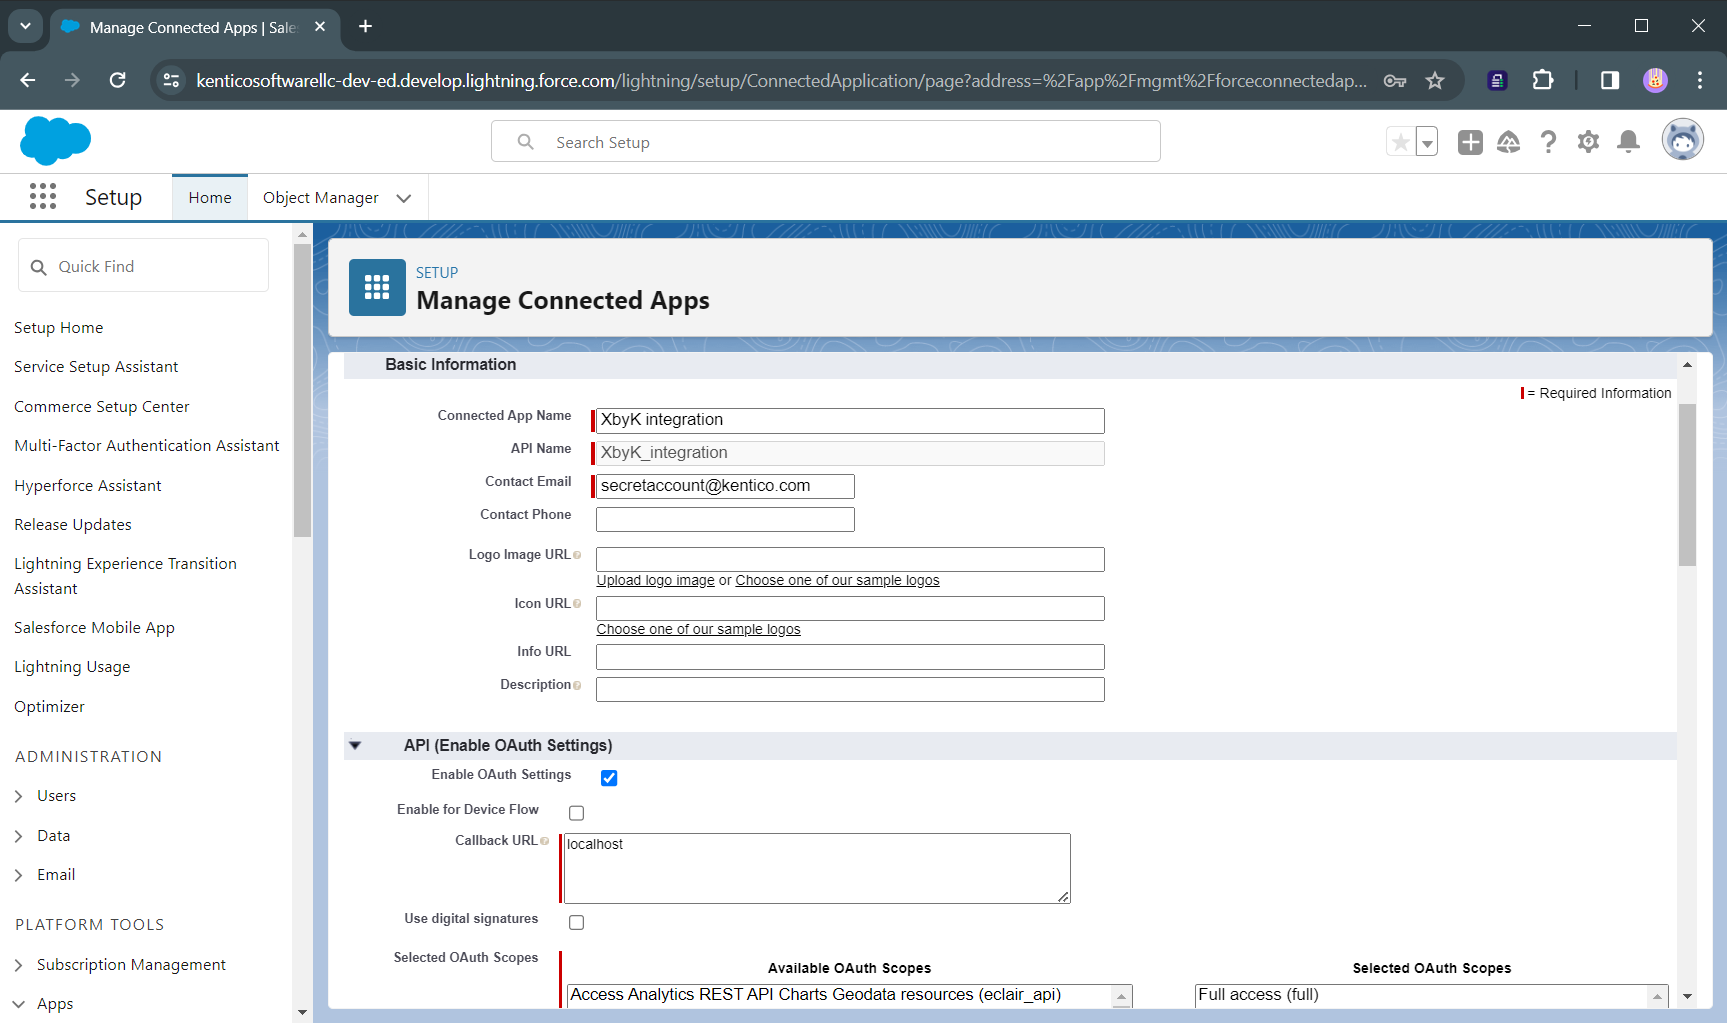 Manage Connected Apps | Sale
kenticosoftwarellc-dev-ed.develop.lightning.force.com/lightning/setup/ConnectedApplication/page?address=%2Fapp%2Fmgmt%2Fforceconnectedap...
Search Setup
Setup
Home
Object Manager
Quick Find
Setup Home
Service Setup Assistant
Commerce Setup Center
Multi-Factor Authentication Assistant
Hyperforce Assistant
Release Updates
Lightning Experience Transition
Assistant
Salesforce Mobile App
Lightning Usage
Optimizer
ADMINISTRATION
Users
Data
Email
PLATFORM TOOLS
Subscription Management
Apps
SETUP
Manage Connected Apps
Basic Information
= Required Information
Connected App Name
XbyK integration
API Name
XbyK_integration
Contact Email
secretaccount@kentico.com
Contact Phone
Logo Image URL
Upload logo image or Choose one of our sample logos
Icon URL
Choose one of our sample logos
Info URL
Description
API (Enable OAuth Settings)
Enable OAuth Settings
Enable for Device Flow
Callback URL
localhost
Use digital signatures
Selected OAuth Scopes
Available OAuth Scopes
Selected OAuth Scopes
Access Analytics REST API Charts Geodata resources (eclair_api)
Full access (full)